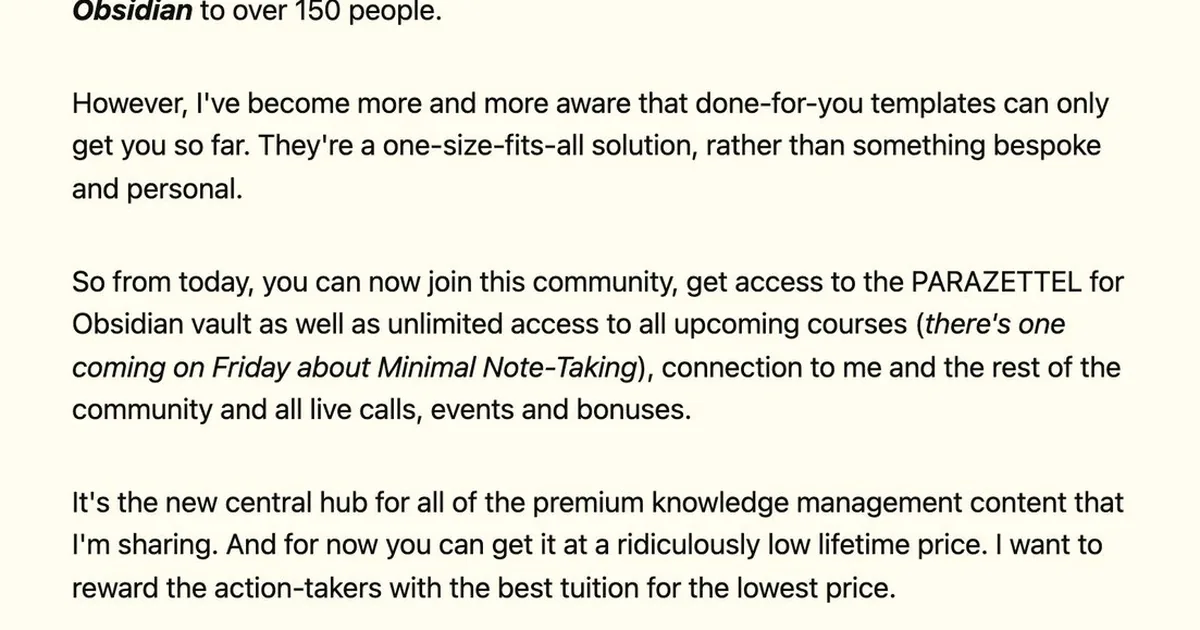 Obsidian to over 150 people.
However, I've become more and more aware that done-for-you templates can only
get you so far. They're a one-size-fits-all solution, rather than something bespoke
and personal.
So from today, you can now join this community, get access to the PARAZETTEL for
Obsidian vault as well as unlimited access to all upcoming courses (there's one
coming on Friday about Minimal Note-Taking), connection to me and the rest of the
community and all live calls, events and bonuses.
It's the new central hub for all of the premium knowledge management content that
I'm sharing. And for now you can get it at a ridiculously low lifetime price. I want to
reward the action-takers with the best tuition for the lowest price.